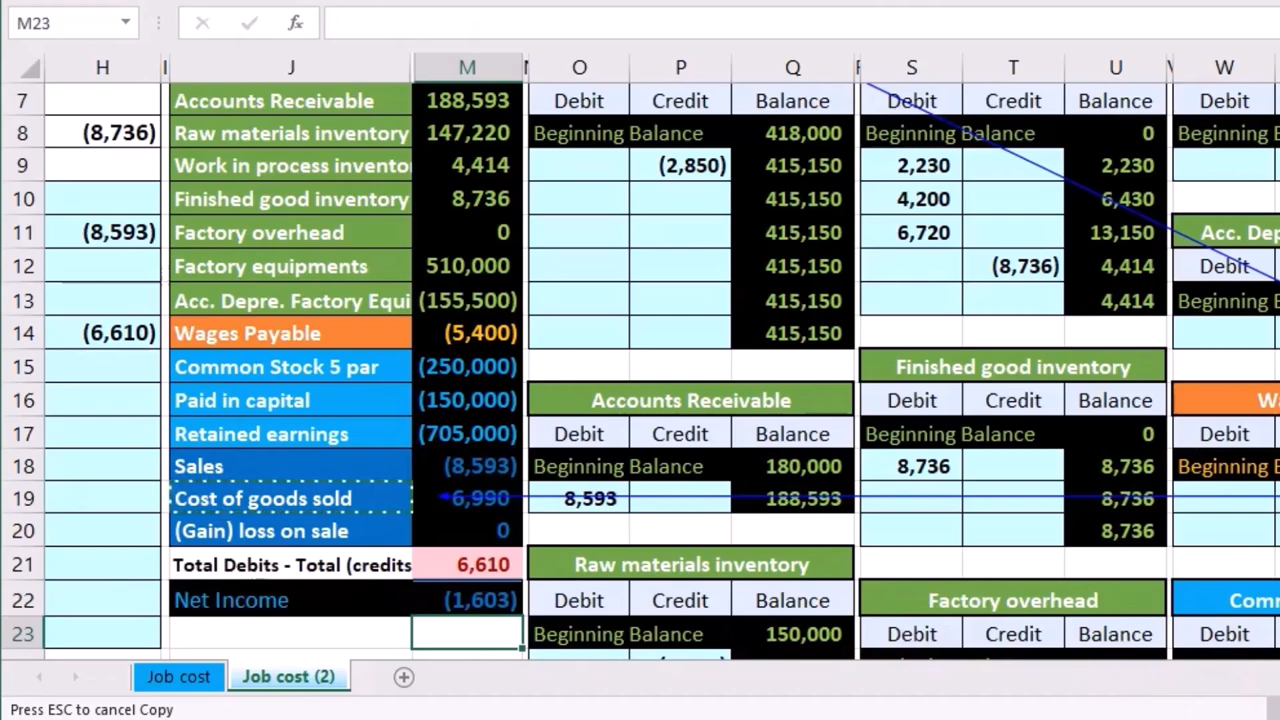 M23 fx
H I J M N O P Q R S T U V W
7 Accounts Receivable 188,593 Debit Credit Balance Debit Credit Balance Debit
8 (8,736) Raw materials inventory 147,220 Beginning Balance 418,000 Beginning Balance 0 Beginning B
9 Work in process invento 4,414 (2,850) 415,150 2,230 2,230
10 Finished good inventory 8,736 415,150 4,200 6,430
11 (8,593) Factory overhead 0 415,150 6,720 13,150 Acc. Dep
12 Factory equipments 510,000 415,150 (8,736) 4,414 Debit
13 Acc. Depre. Factory Equi (155,500) 415,150 4,414 Beginning B
14 (6,610) Wages Payable (5,400) 415,150
15 Common Stock 5 par (250,000) Finished good inventory
16 Paid in capital (150,000) Accounts Receivable Debit Credit Balance Wa
17 Retained earnings (705,000) Debit Credit Balance Beginning Balance 0 Debit
18 Sales (8,593) Beginning Balance 180,000 8,736 8,736 Beginning B
19 Cost of goods sold 6,990 8,593 188,593 8,736
20 (Gain) loss on sale 0 8,736
21 Total Debits - Total (credits 6,610 Raw materials inventory
22 Net Income (1,603) Debit Credit Balance Factory overhead Comm
23 Beginning Balance 150,000 Debit Credit Balance Debit
Job cost Job cost (2)
Press ESC to cancel Copy